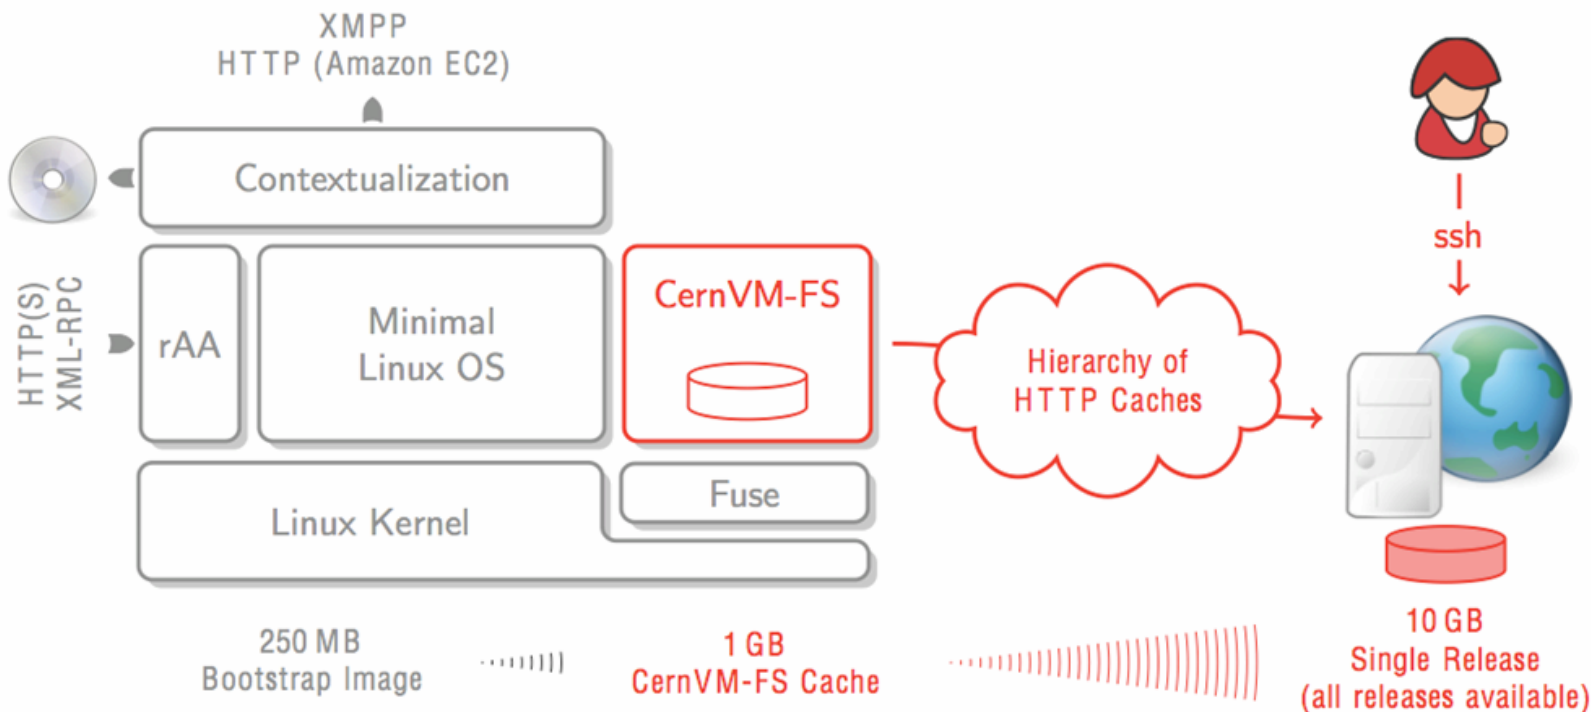 XMPP
HTTP (Amazon EC2)
Contextualization
HTTP(S)
XML-RPC
rAA
Minimal
Linux OS
CernVM-FS
Hierarchy of
HTTP Caches
ssh
Linux Kernel
Fuse
250 MB
Bootstrap Image
1 GB
CernVM-FS Cache
10 GB
Single Release
(all releases available)